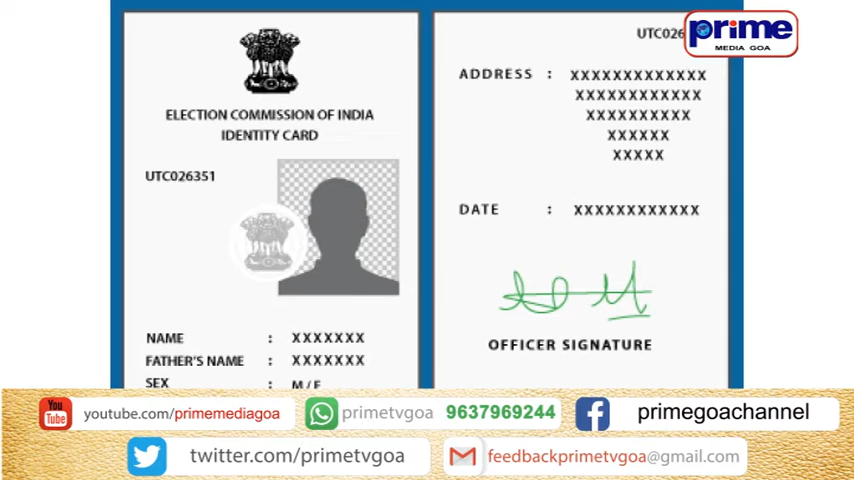 ELECTION COMMISSION OF INDIA
IDENTITY CARD
UTC026351
NAME : XXXXXXX
FATHER'S NAME : XXXXXXX
SEX : M / F
UTC026
prime
MEDIA GOA
ADDRESS : XXXXXXXXXXXXX
XXXXXXXXXXXX
XXXXXXXXXX
XXXXXX
XXXXX
DATE : XXXXXXXXXXXX
OFFICER SIGNATURE
You Tube youtube.com/primemediagoa
primetvgoa 9637969244
primegoachannel
twitter.com/primetvgoa
feedbackprimetvgoa@gmail.com